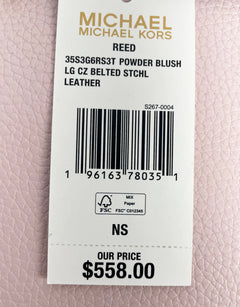 MICHAEL
MICHAEL KORS
REED
35S3G6RS3T POWDER BLUSH
LG CZ BELTED STCHL
LEATHER
S267-0004
1 96163 78035 1
FSC
MIX
Paper
FSC® C012345
NS
OUR PRICE
$558.00